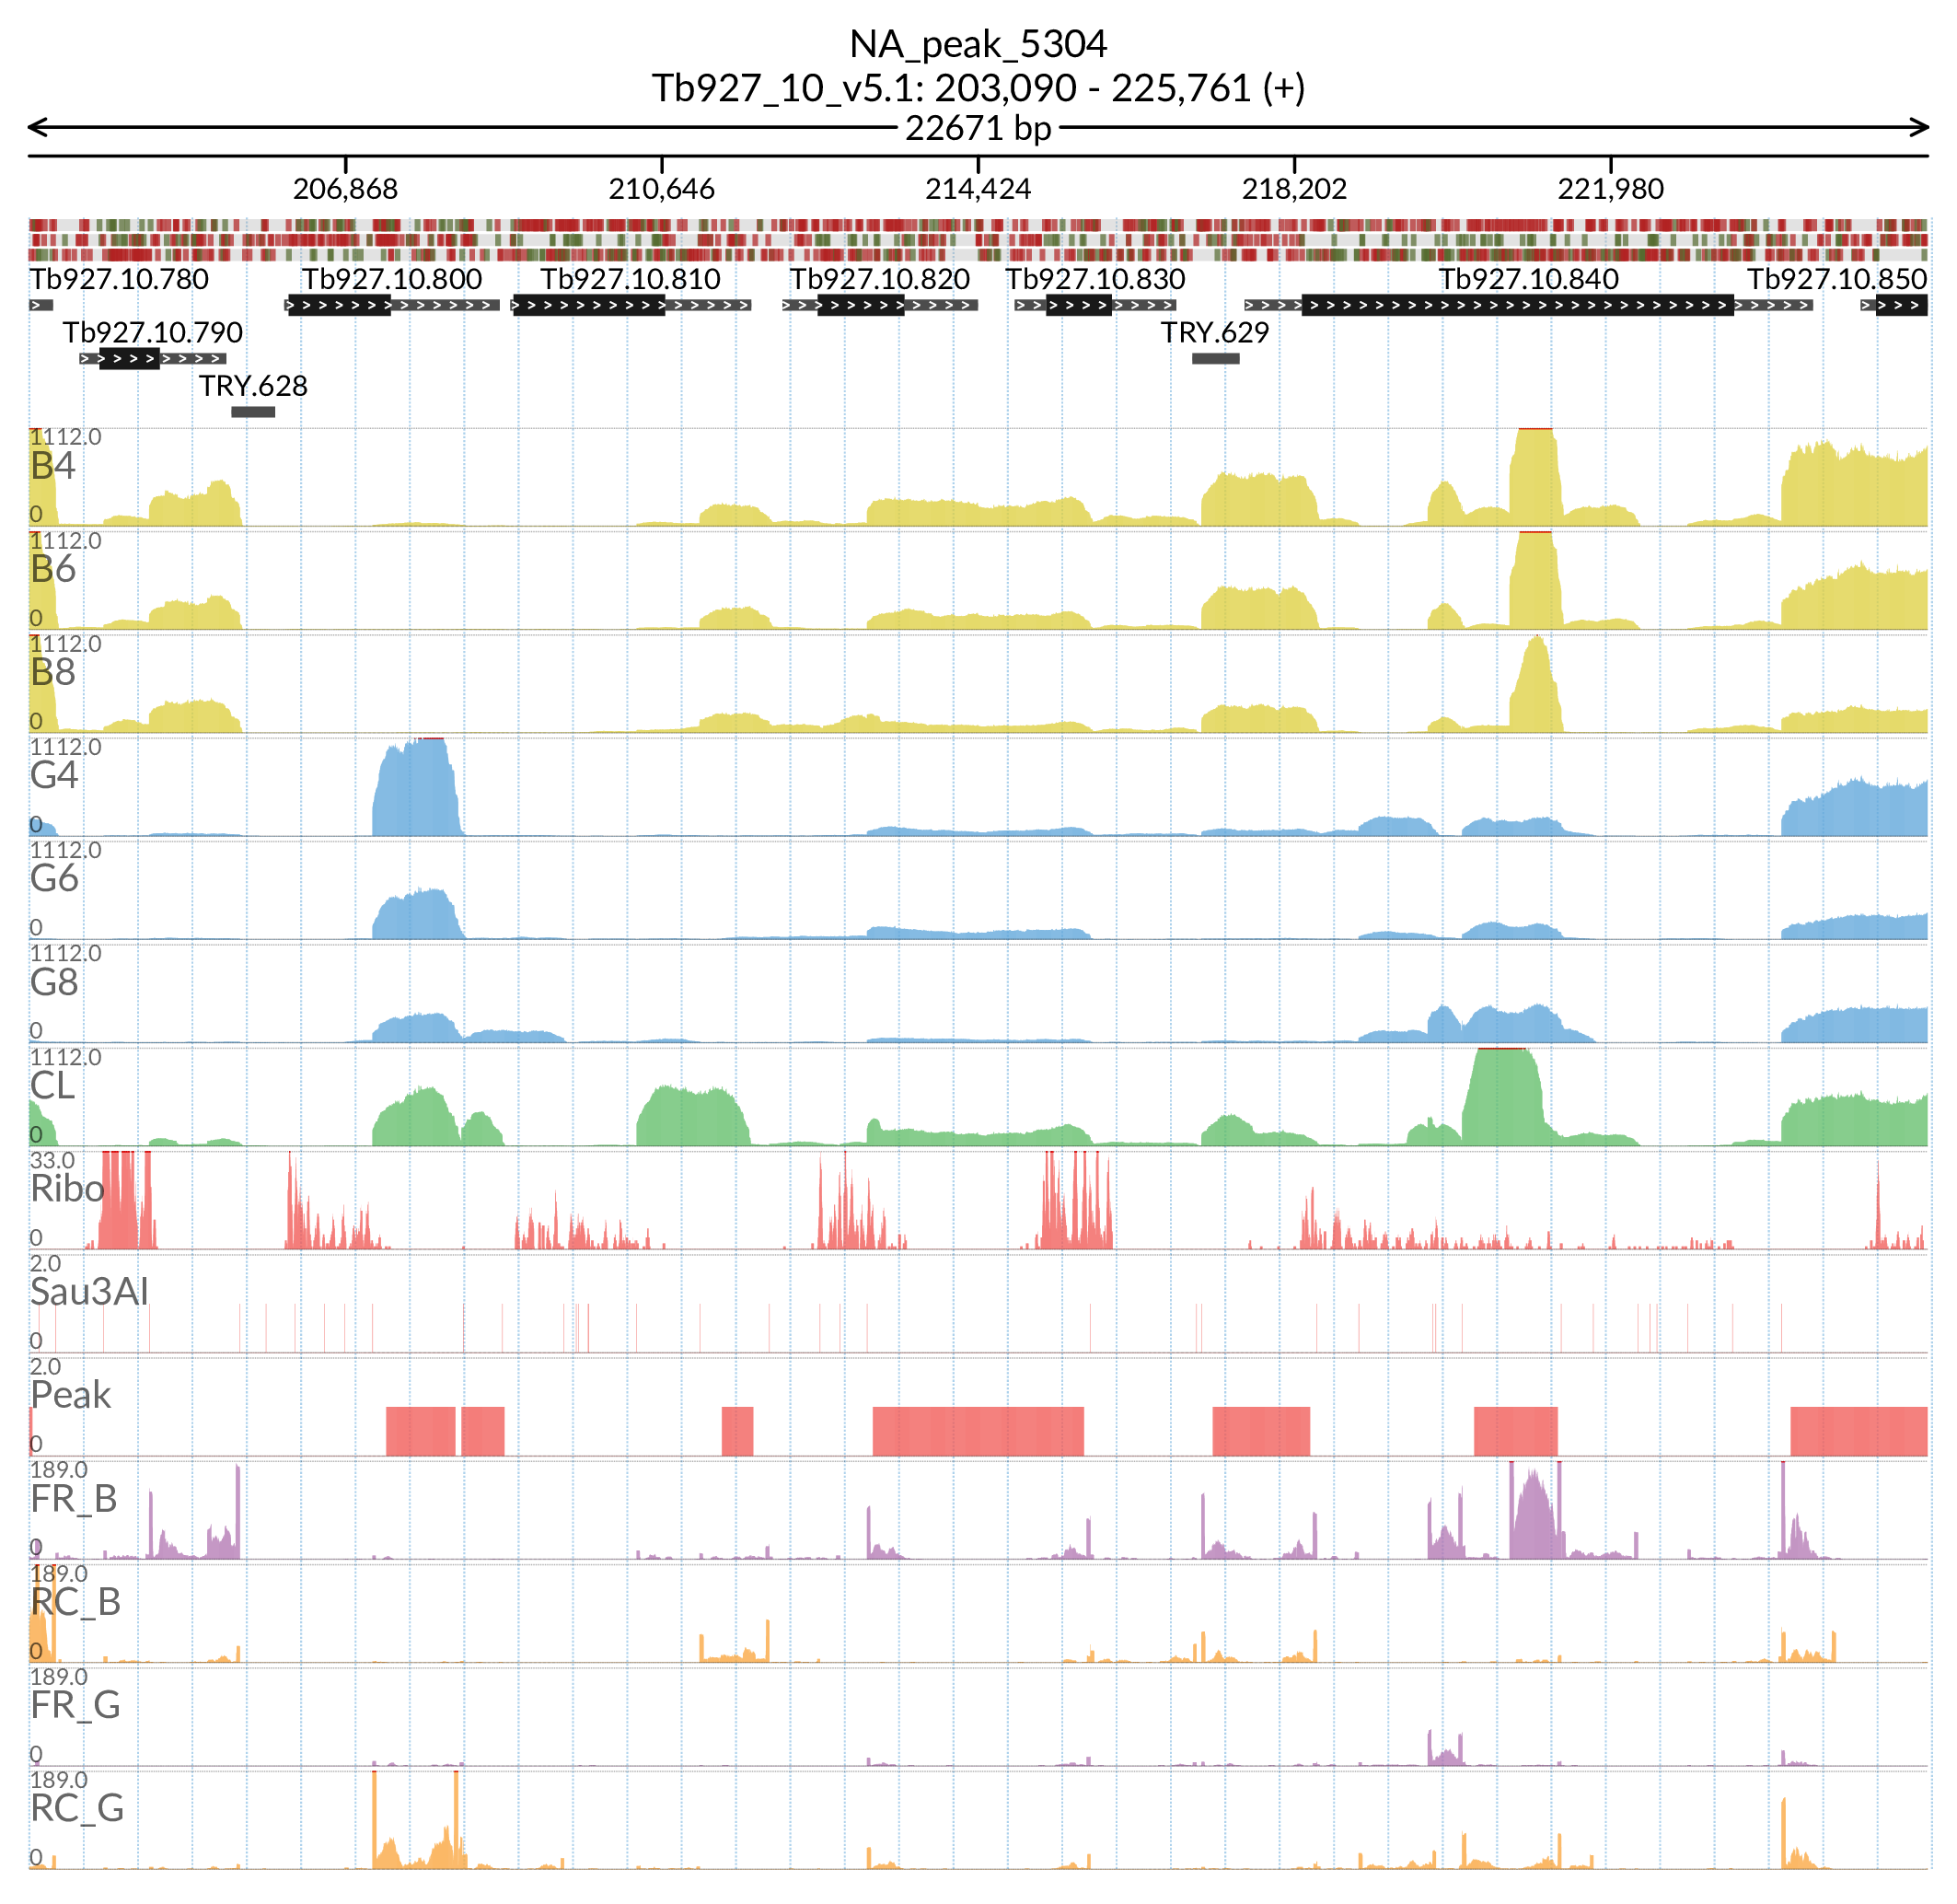 NA_peak_5304
Tb927_10_v5.1: 203,090 - 225,761 (+)
22671 bp
206,868 210,646 214,424 218,202 221,980
Tb927.10.780 Tb927.10.800 Tb927.10.810 Tb927.10.820 Tb927.10.830 Tb927.10.840 Tb927.10.850
Tb927.10.790 TRY.629
TRY.628
1112.0
B4
0
1112.0
B6
0
1112.0
B8
0
1112.0
G4
0
1112.0
G6
0
1112.0
G8
0
1112.0
CL
0
33.0
Ribo
0
2.0
Sau3AI
0
2.0
Peak
0
189.0
FR_B
0
189.0
RC_B
0
189.0
FR_G
0
189.0
RC_G
0